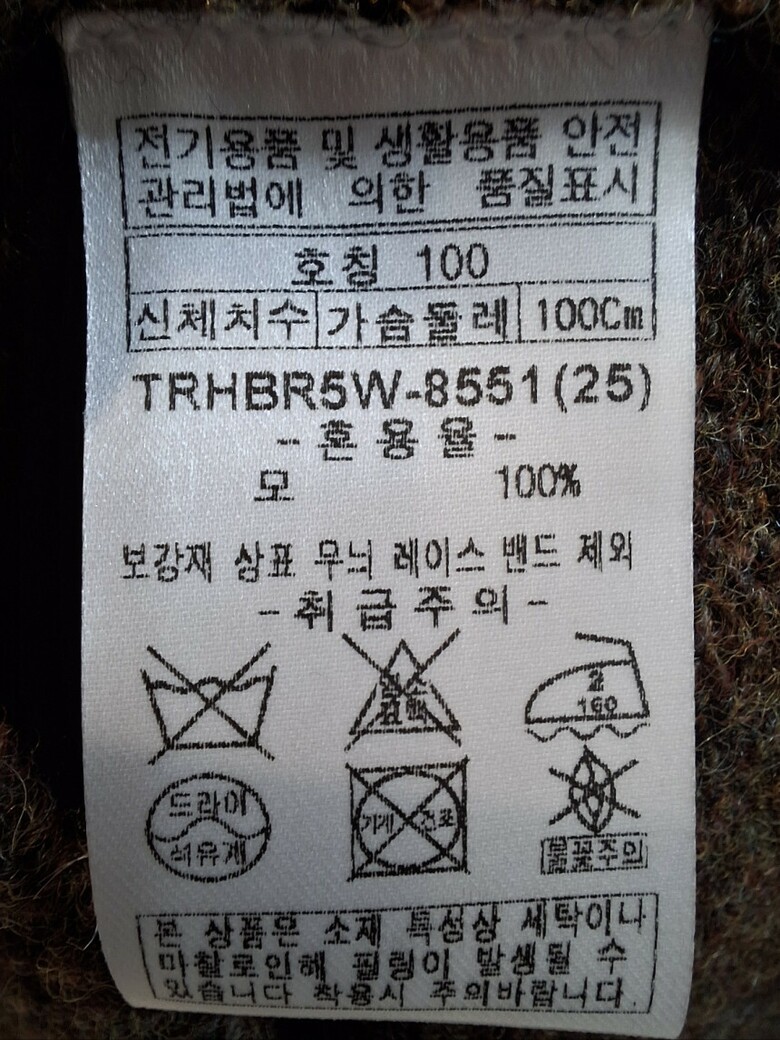 전기용품 및 생활용품 안전
관리법에 의한 품질표시
호칭 100
신체치수 가슴둘레 100Cm
TRHBR5W-8551(25)
-혼용율-
모 100%
보강재 상표 무늬 레이스 밴드 제외
-취급주의-
염소
표백
2
160
드라이
석유계
기계 건조
불꽃주의
본 상품은 소재 특성상 세탁이나
마찰로인해 필링이 발생될 수
있습니다 착용시 주의바랍니다.